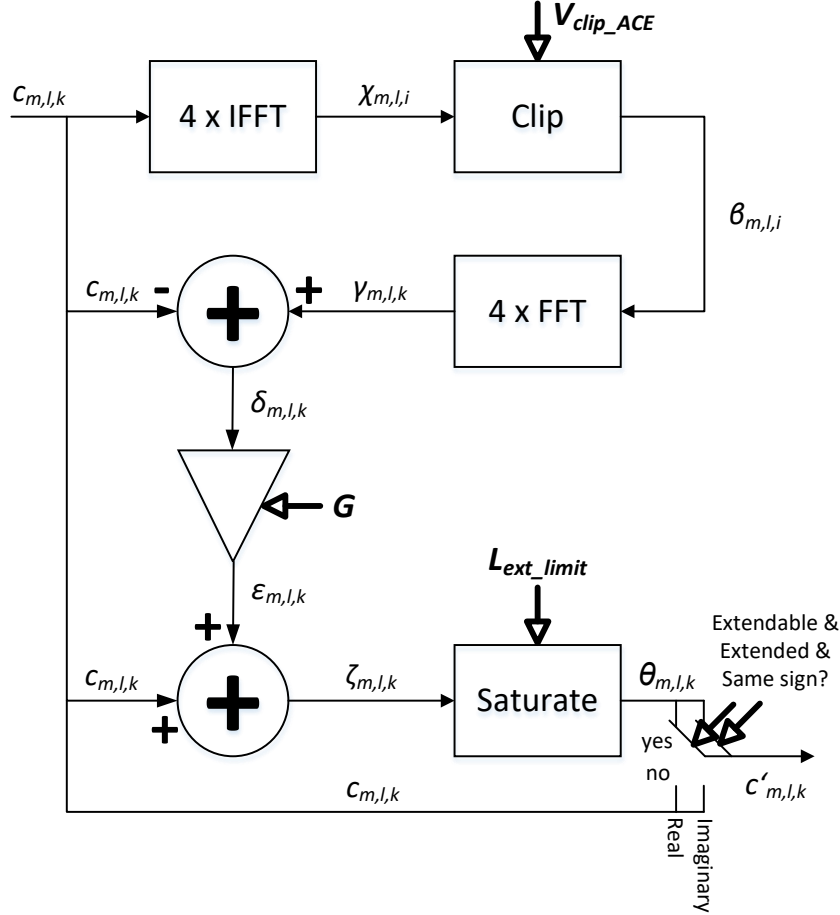 V_clip_ACE
c_m,l,k
4 x IFFT
χ_m,l,i
Clip
β_m,l,i
c_m,l,k
-
+
+
γ_m,l,k
4 x FFT
δ_m,l,k
G
ε_m,l,k
L_ext_limit
+
Extendable &
Extended &
Same sign?
c_m,l,k
+
+
ζ_m,l,k
Saturate
θ_m,l,k
yes
no
c_m,l,k
c‘_m,l,k
Real
Imaginary